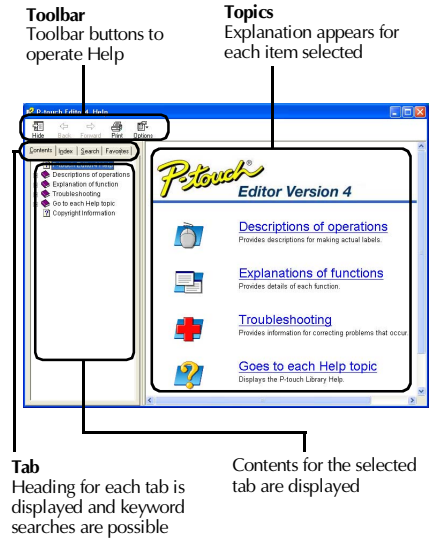 Toolbar
Toolbar buttons to
operate Help
Topics
Explanation appears for
each item selected
P-touch Editor 4 Help
Hide Back Forward Print Options
Contents Index Search Favorites
Descriptions of operations
Explanation of function
Troubleshooting
Go to each Help topic
Copyright Information
P-touch®
Editor Version 4
Descriptions of operations
Provides descriptions for making actual labels.
Explanations of functions
Provides details of each function.
Troubleshooting
Provides information for correcting problems that occur.
Goes to each Help topic
Displays the P-touch Library Help.
Tab
Heading for each tab is
displayed and keyword
searches are possible
Contents for the selected
tab are displayed